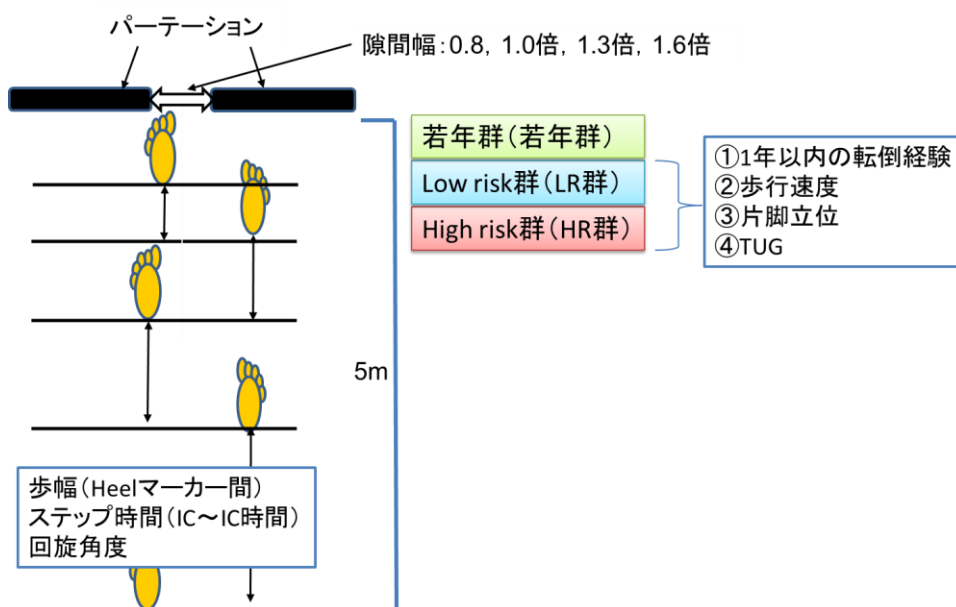 パーテーション
隙間幅:0.8, 1.0倍, 1.3倍, 1.6倍
若年群(若年群)
Low risk群(LR群)
High risk群(HR群)
①1年以内の転倒経験
②歩行速度
③片脚立位
④TUG
5m
歩幅(Heelマーカー間)
ステップ時間(IC～IC時間)
回旋角度